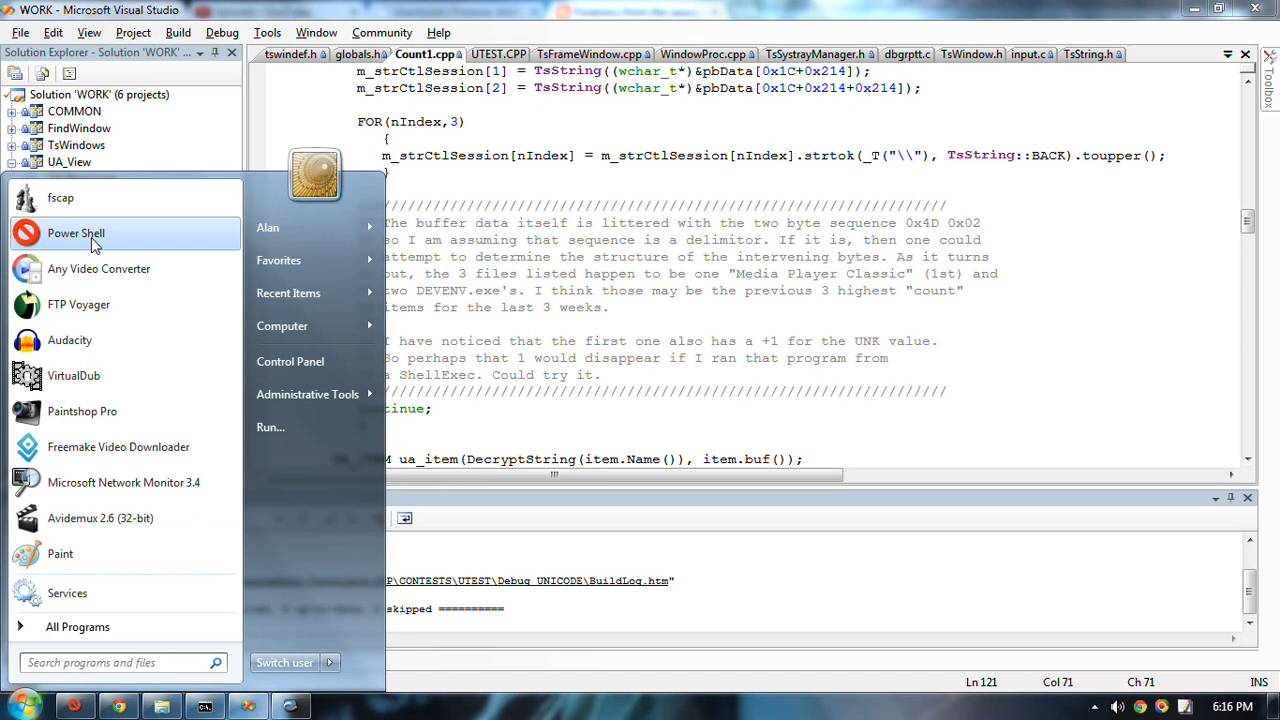 WORK - Microsoft Visual Studio
File Edit View Project Build Debug Tools Window Community Help
Solution Explorer - Solution 'WORK' ...
tswindef.h globals.h Count1.cpp UTEST.CPP TsFrameWindow.cpp WindowProc.cpp TsSystrayManager.h dbgrptt.c TsWindow.h input.c TsString.h
Toolbox
Solution 'WORK' (6 projects)
COMMON
FindWindow
TsWindows
UA_View
m_strCtlSession[1] = TsString((wchar_t*)&pbData[0x1C+0x214]);
m_strCtlSession[2] = TsString((wchar_t*)&pbData[0x1C+0x214+0x214]);
FOR(nIndex,3)
{
m_strCtlSession[nIndex] = m_strCtlSession[nIndex].strtok(_T("\\"), TsString::BACK).toupper();
}
////////////////////////////////////////////////////////////////////
The buffer data itself is littered with the two byte sequence 0x4D 0x02
so I am assuming that sequence is a delimitor. If it is, then one could
attempt to determine the structure of the intervening bytes. As it turns
out, the 3 files listed happen to be one "Media Player Classic" (1st) and
two DEVENV.exe's. I think those may be the previous 3 highest "count"
items for the last 3 weeks.
I have noticed that the first one also has a +1 for the UNK value.
So perhaps that 1 would disappear if I ran that program from
a ShellExec. Could try it.
////////////////////////////////////////////////////////////////////
tinue;
M ua_item(DecryptString(item.Name()), item.buf());
P\CONTESTS\UTEST\Debug_UNICODE\BuildLog.htm"
skipped ==========
fscap
Power Shell
Any Video Converter
FTP Voyager
Audacity
VirtualDub
Paintshop Pro
Freemake Video Downloader
Microsoft Network Monitor 3.4
Avidemux 2.6 (32-bit)
Paint
Services
All Programs
Search programs and files
Alan
Favorites
Recent Items
Computer
Control Panel
Administrative Tools
Run...
Switch user
Ln 121 Col 71 Ch 71 INS
6:16 PM